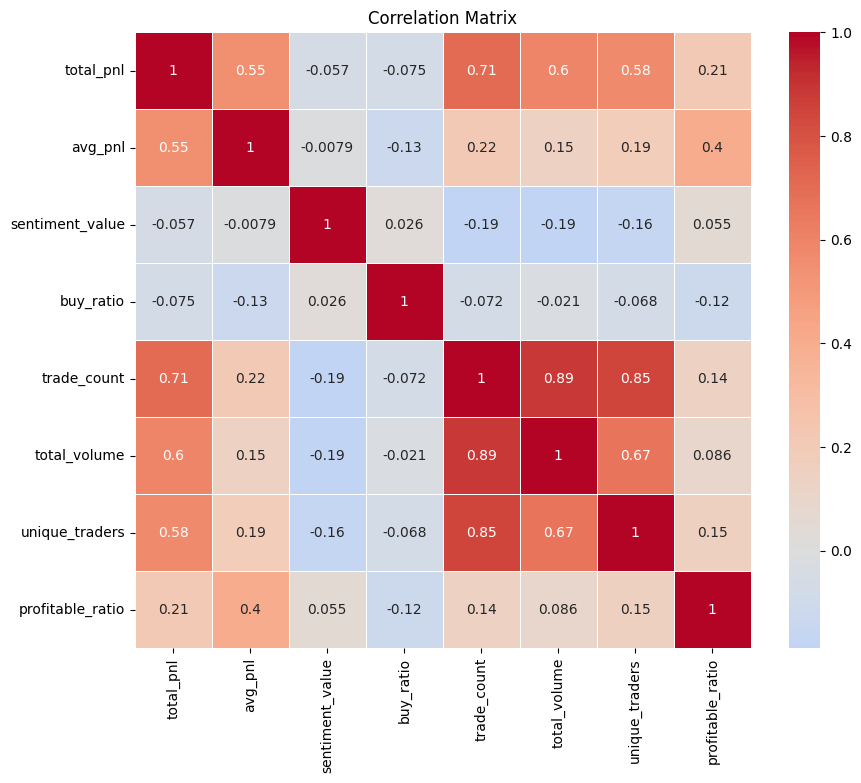 Correlation Matrix
total_pnl 1 0.55 -0.057 -0.075 0.71 0.6 0.58 0.21
avg_pnl 0.55 1 -0.0079 -0.13 0.22 0.15 0.19 0.4
sentiment_value -0.057 -0.0079 1 0.026 -0.19 -0.19 -0.16 0.055
buy_ratio -0.075 -0.13 0.026 1 -0.072 -0.021 -0.068 -0.12
trade_count 0.71 0.22 -0.19 -0.072 1 0.89 0.85 0.14
total_volume 0.6 0.15 -0.19 -0.021 0.89 1 0.67 0.086
unique_traders 0.58 0.19 -0.16 -0.068 0.85 0.67 1 0.15
profitable_ratio 0.21 0.4 0.055 -0.12 0.14 0.086 0.15 1
total_pnl
avg_pnl
sentiment_value
buy_ratio
trade_count
total_volume
unique_traders
profitable_ratio
1.0
0.8
0.6
0.4
0.2
0.0